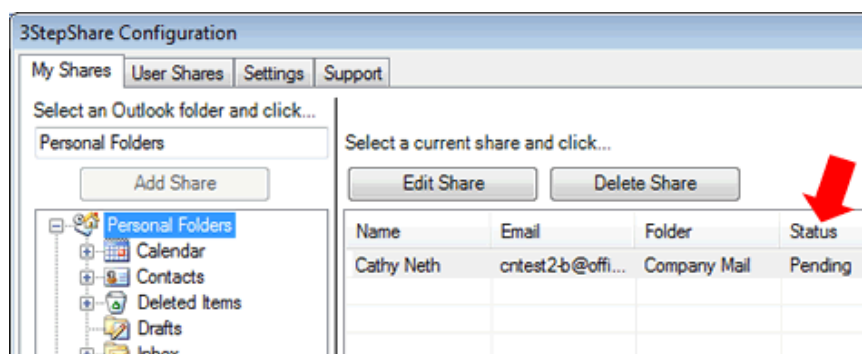 3StepShare Configuration
My Shares User Shares Settings Support
Select an Outlook folder and click...
Personal Folders
Add Share
Personal Folders
Calendar
Contacts
Deleted Items
Drafts
Inbox
Select a current share and click...
Edit Share Delete Share
Name Email Folder Status
Cathy Neth cntest2-b@offi... Company Mail Pending